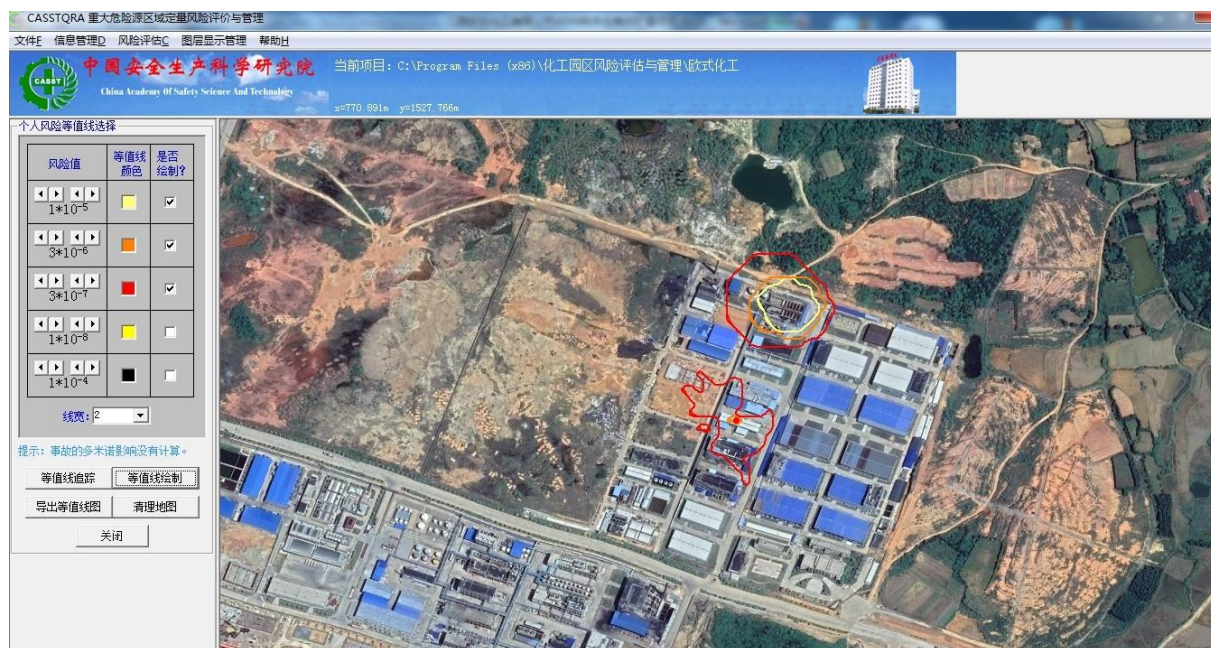 CASSTQRA 重大危险源区域定量风险评价与管理
文件F 信息管理D 风险评估C 图层显示管理 帮助H
CASST
中国安全生产科学研究院
China Academy Of Safety Science And Technology
当前项目: C:\Program Files (x86)\化工园区风险评估与管理\欧式化工
x=770.891m y=1527.766m
个人风险等值线选择
风险值 等值线颜色 是否绘制?
1*10-5
3*10-6
3*10-7
1*10-8
1*10-4
线宽: 2
提示: 事故的多米诺影响没有计算。
等值线追踪 等值线绘制
导出等值线图 清理地图
关闭